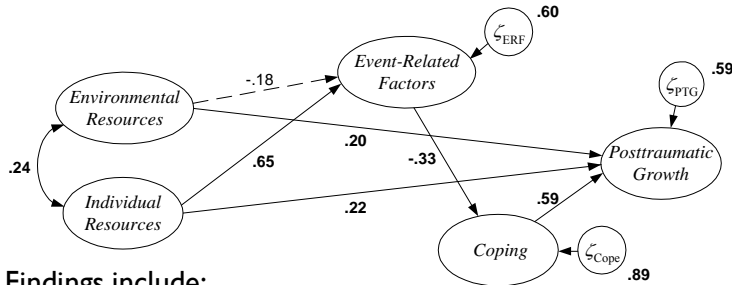 .60
ζERF
Event-Related
Factors
.59
ζPTG
-.18
Environmental
Resources
.20
Posttraumatic
Growth
.24
.65
-.33
.22
.59
Individual
Resources
Coping
ζCope
.89
Findings include: